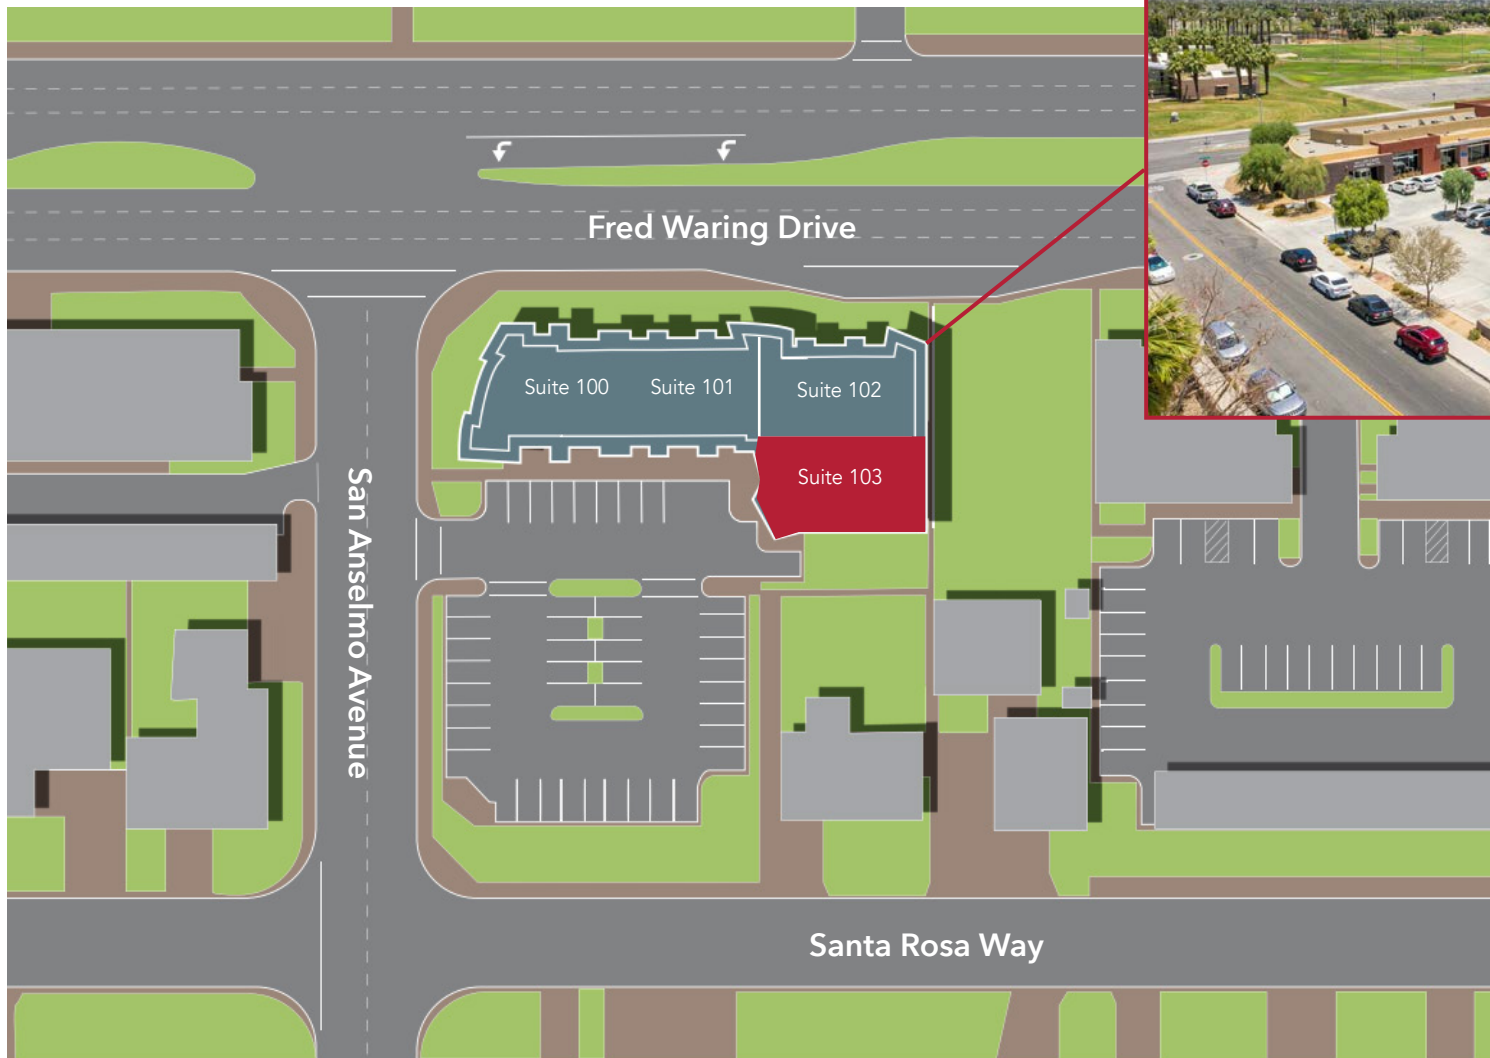 Fred Waring Drive
Suite 100
Suite 101
Suite 102
Suite 103
San Anselmo Avenue
Santa Rosa Way